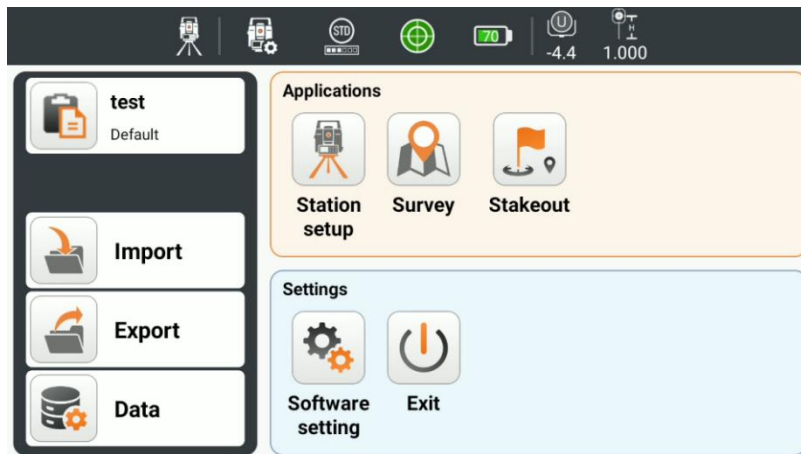 STD
70
U
-4.4
H
1.000
test
Default
Import
Export
Data
Applications
Station
setup
Survey
Stakeout
Settings
Software
setting
Exit